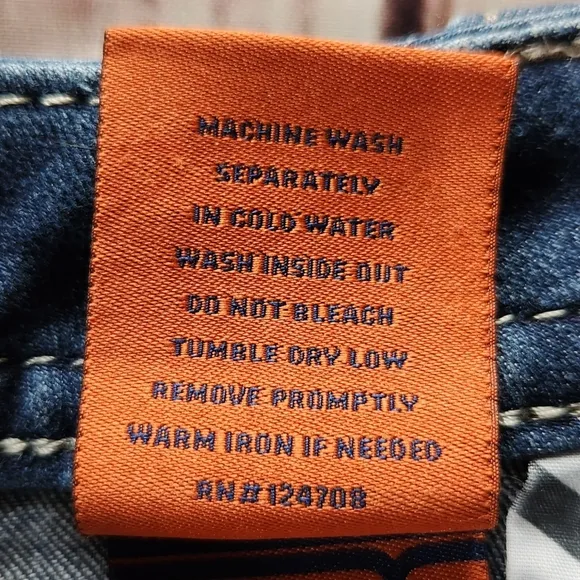 MACHINE WASH
SEPARATELY
IN COLD WATER
WASH INSIDE OUT
DO NOT BLEACH
TUMBLE DRY LOW
REMOVE PROMPTLY
WARM IRON IF NEEDED
RN# 124708